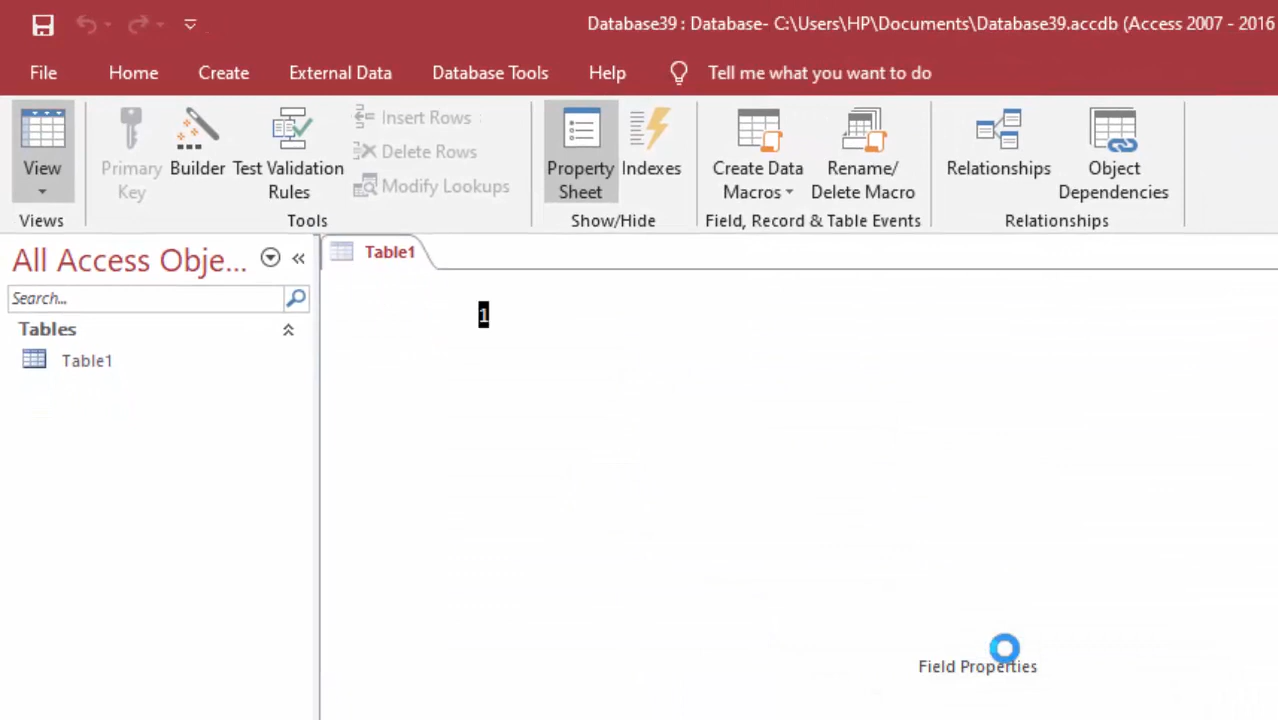 Database39 : Database- C:\Users\HP\Documents\Database39.accdb (Access 2007 - 2016
File Home Create External Data Database Tools Help Tell me what you want to do
View
Primary Key
Builder
Test Validation Rules
Insert Rows
Delete Rows
Modify Lookups
Property Sheet
Indexes
Create Data Macros
Rename/ Delete Macro
Relationships
Object Dependencies
Views Tools Show/Hide Field, Record & Table Events Relationships
All Access Obje...
Search...
Tables
Table1
Table1
1
Field Properties